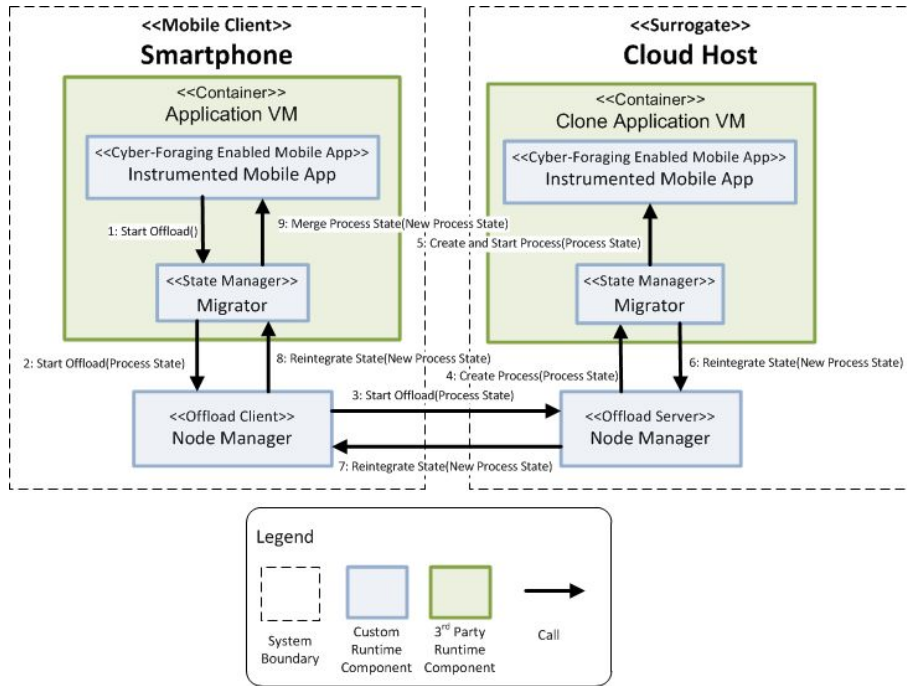 <<Mobile Client>>
Smartphone
<<Container>>
Application VM
<<Cyber-Foraging Enabled Mobile App>>
Instrumented Mobile App
1: Start Offload()
9: Merge Process State(New Process State)
<<State Manager>>
Migrator
2: Start Offload(Process State)
8: Reintegrate State(New Process State)
<<Offload Client>>
Node Manager
3: Start Offload(Process State)
7: Reintegrate State(New Process State)
<<Surrogate>>
Cloud Host
<<Container>>
Clone Application VM
<<Cyber-Foraging Enabled Mobile App>>
Instrumented Mobile App
5: Create and Start Process(Process State)
<<State Manager>>
Migrator
4: Create Process(Process State)
6: Reintegrate State(New Process State)
<<Offload Server>>
Node Manager
Legend
System
Boundary
Custom
Runtime
Component
3rd Party
Runtime
Component
Call